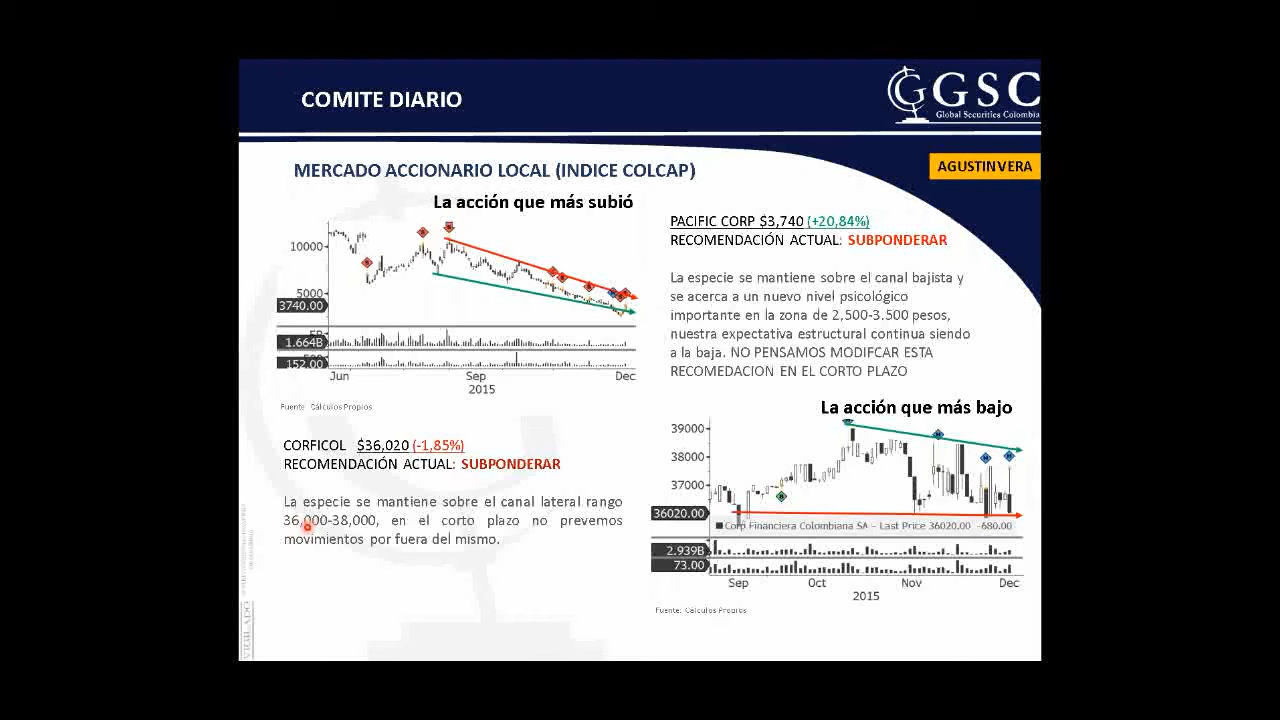 COMITE DIARIO
GSC
Global Securities Colombia
MERCADO ACCIONARIO LOCAL (INDICE COLCAP)
AGUSTIN VERA
La acción que más subió
10000
5000
3740.00
1.664B
152.00
Jun Sep Dec
2015
Fuente: Cálculos Propios
PACIFIC CORP $3,740 (+20,84%)
RECOMENDACIÓN ACTUAL: SUBPONDERAR
La especie se mantiene sobre el canal bajista y
se acerca a un nuevo nivel psicológico
importante en la zona de 2,500-3.500 pesos,
nuestra expectativa estructural continua siendo
a la baja. NO PENSAMOS MODIFCAR ESTA
RECOMEDACION EN EL CORTO PLAZO
CORFICOL $36,020 (-1,85%)
RECOMENDACIÓN ACTUAL: SUBPONDERAR
La especie se mantiene sobre el canal lateral rango
36,000-38,000, en el corto plazo no prevemos
movimientos por fuera del mismo.
La acción que más bajo
39000
38000
37000
36020.00
Corp Financiera Colombiana SA - Last Price 36020.00 -680.00
2.939B
73.00
Sep Oct Nov Dec
2015
Fuente: Cálculos Propios
VIGILADO